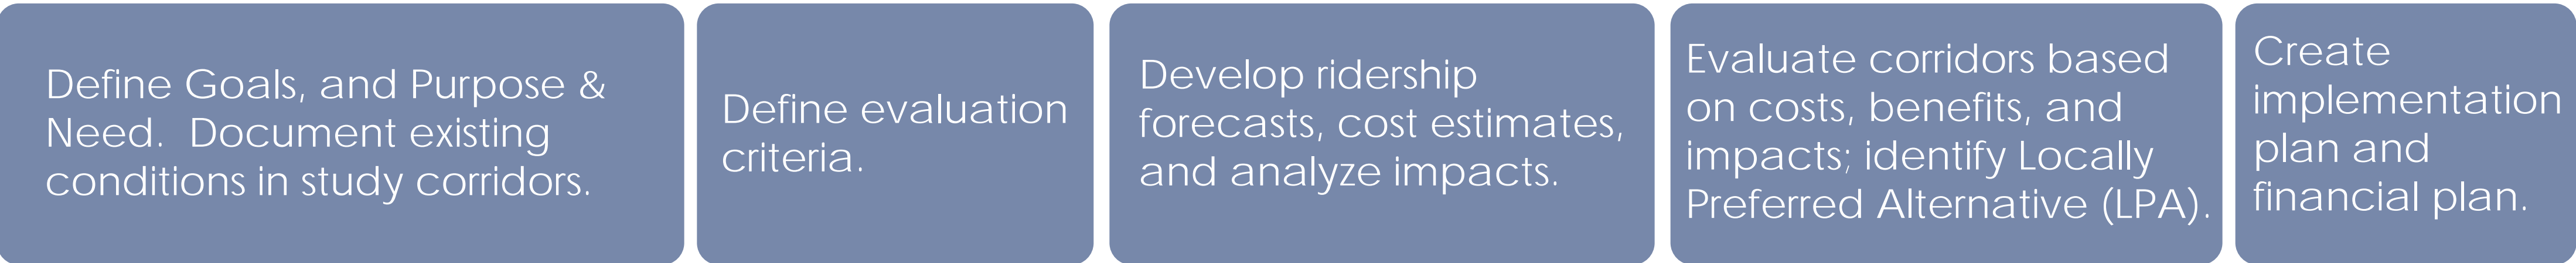 Define Goals, and Purpose &
Need.  Document existing
conditions in study corridors.
Define evaluation
criteria.
Develop ridership
forecasts, cost estimates,
and analyze impacts.
Evaluate corridors based
on costs, benefits, and
impacts; identify Locally
Preferred Alternative (LPA).
Create
implementation
plan and
financial plan.